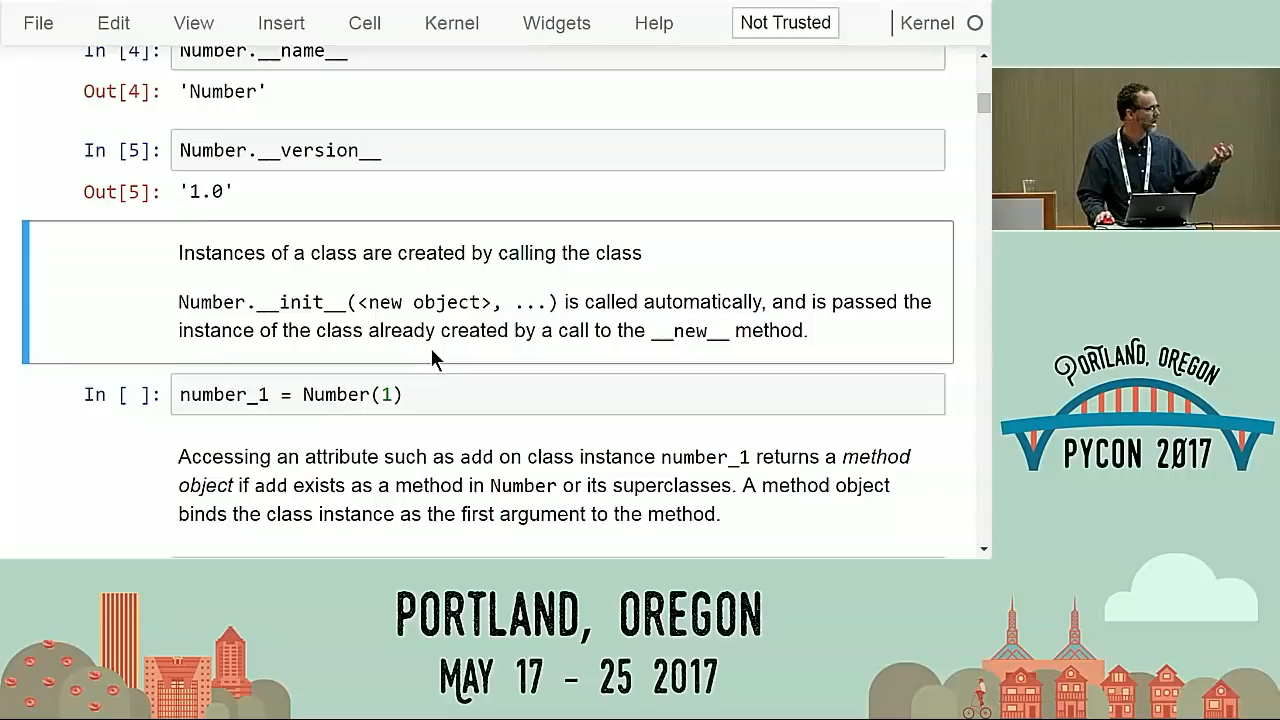 File Edit View Insert Cell Kernel Widgets Help Not Trusted Kernel
In [4]: Number.__name__
Out[4]: 'Number'
In [5]: Number.__version__
Out[5]: '1.0'
Instances of a class are created by calling the class
Number.__init__(<new object>, ...) is called automatically, and is passed the
instance of the class already created by a call to the __new__ method.
In [ ]: number_1 = Number(1)
Accessing an attribute such as add on class instance number_1 returns a method
object if add exists as a method in Number or its superclasses. A method object
binds the class instance as the first argument to the method.
PORTLAND, OREGON
PYCON 2017
PORTLAND, OREGON
MAY 17 - 25 2017